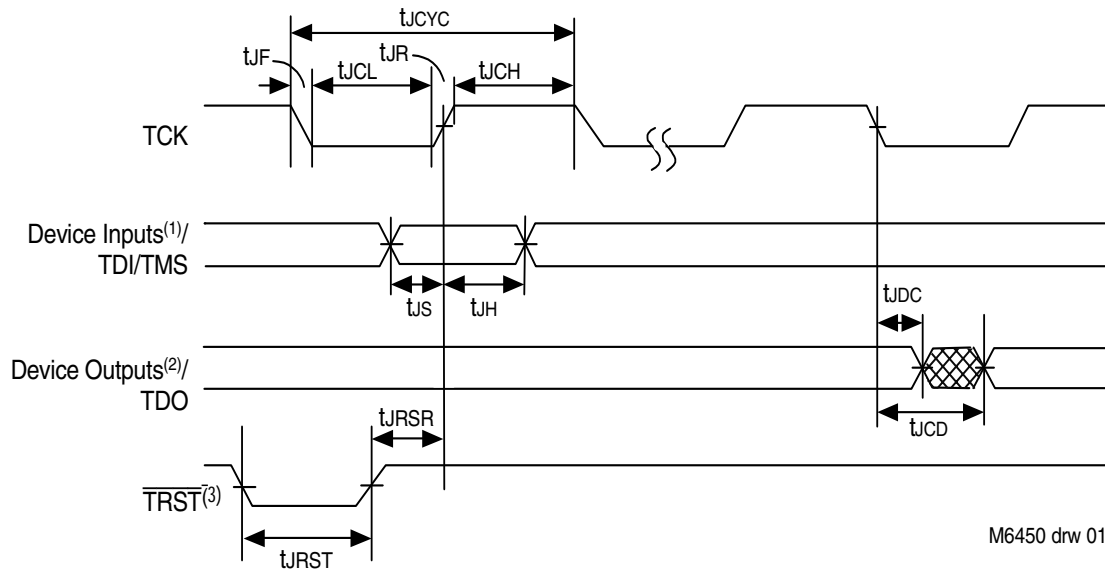 tJCYC
tJF
tJR
tJCL
tJCH
TCK
Device Inputs(1)/
TDI/TMS
tJS
tJH
tJDC
Device Outputs(2)/
TDO
tJRSR
tJCD
TRST(3)
tJRST
M6450 drw 01